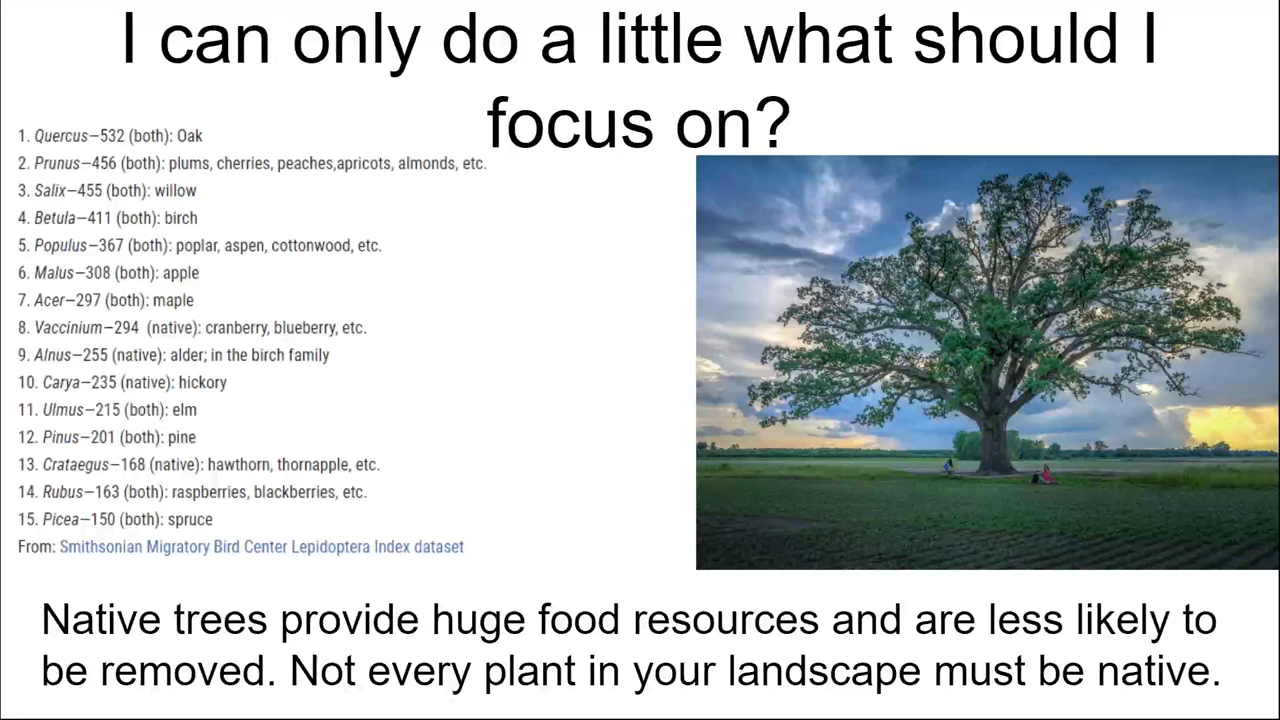 I can only do a little what should I
focus on?
1. Quercus—532 (both): Oak
2. Prunus—456 (both): plums, cherries, peaches,apricots, almonds, etc.
3. Salix—455 (both): willow
4. Betula—411 (both): birch
5. Populus—367 (both): poplar, aspen, cottonwood, etc.
6. Malus—308 (both): apple
7. Acer—297 (both): maple
8. Vaccinium—294 (native): cranberry, blueberry, etc.
9. Alnus—255 (native): alder; in the birch family
10. Carya—235 (native): hickory
11. Ulmus—215 (both): elm
12. Pinus—201 (both): pine
13. Crataegus—168 (native): hawthorn, thornapple, etc.
14. Rubus—163 (both): raspberries, blackberries, etc.
15. Picea—150 (both): spruce
From: Smithsonian Migratory Bird Center Lepidoptera Index dataset
Native trees provide huge food resources and are less likely to
be removed. Not every plant in your landscape must be native.